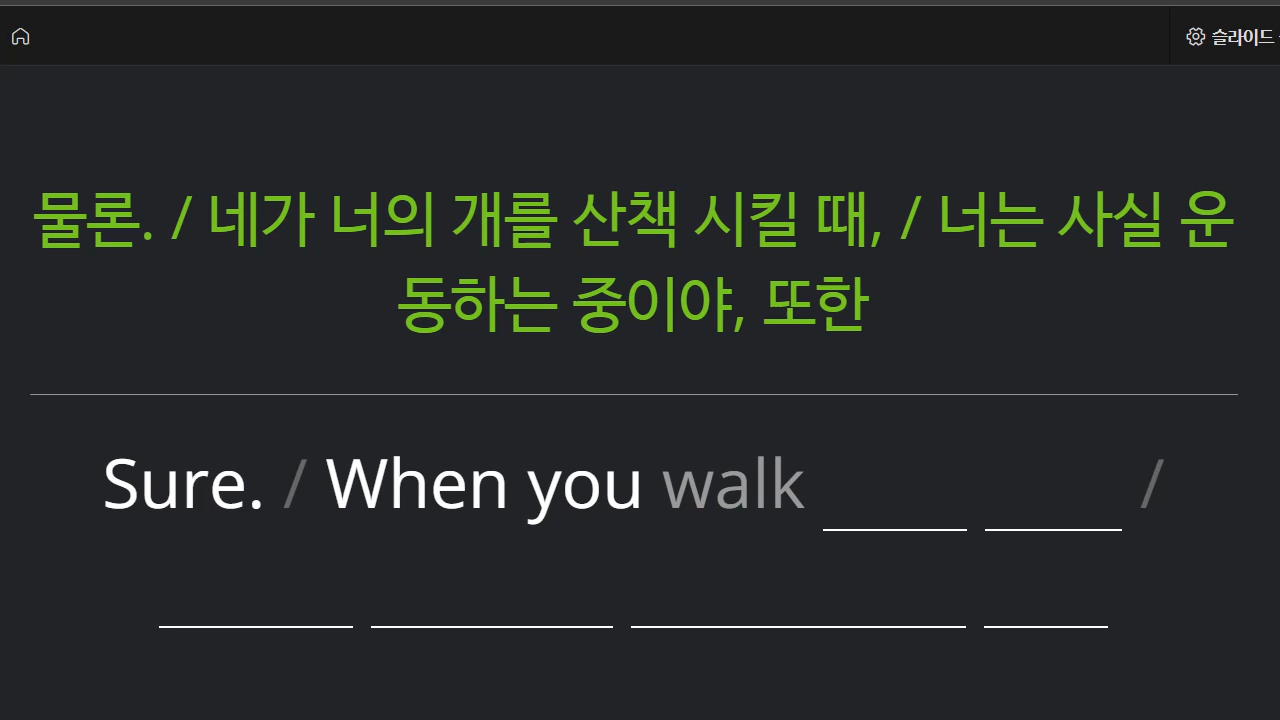 슬라이드
물론. / 네가 너의 개를 산책 시킬 때, / 너는 사실 운
동하는 중이야, 또한
Sure. / When you walk /